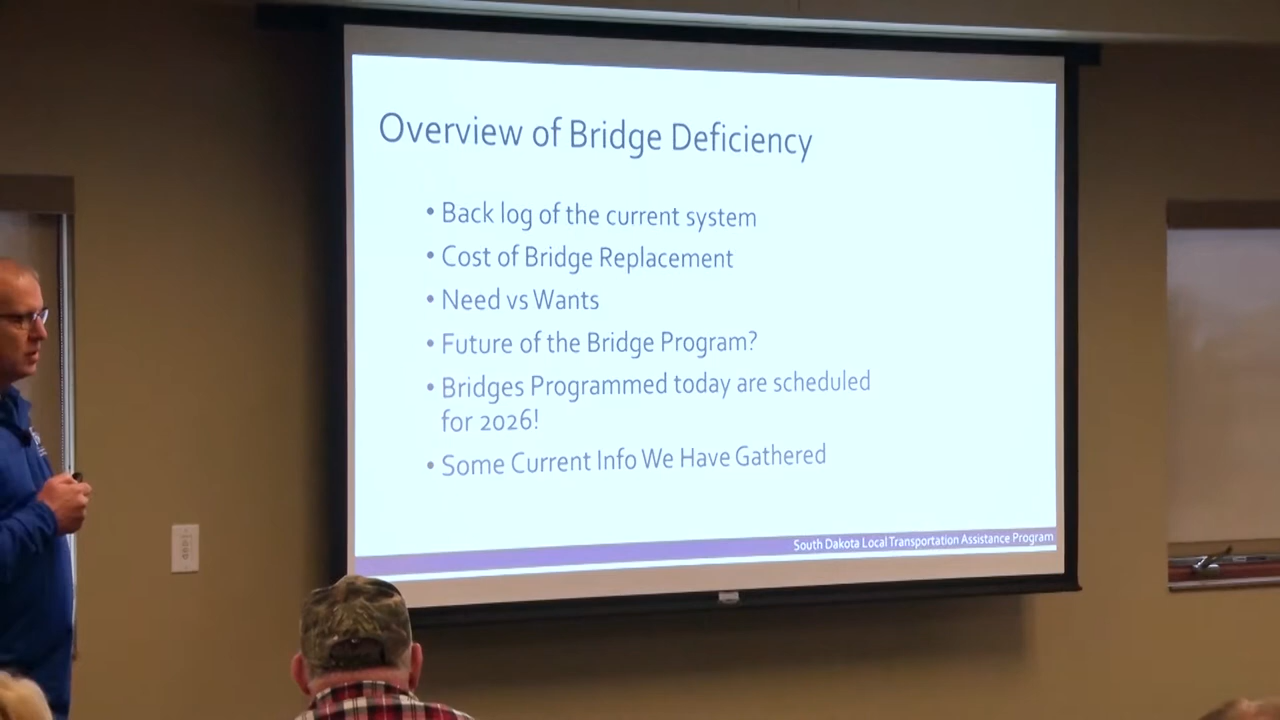 Overview of Bridge Deficiency
• Back log of the current system
• Cost of Bridge Replacement
• Need vs Wants
• Future of the Bridge Program?
• Bridges Programmed today are scheduled
for 2026!
• Some Current Info We Have Gathered
South Dakota Local Transportation Assistance Program